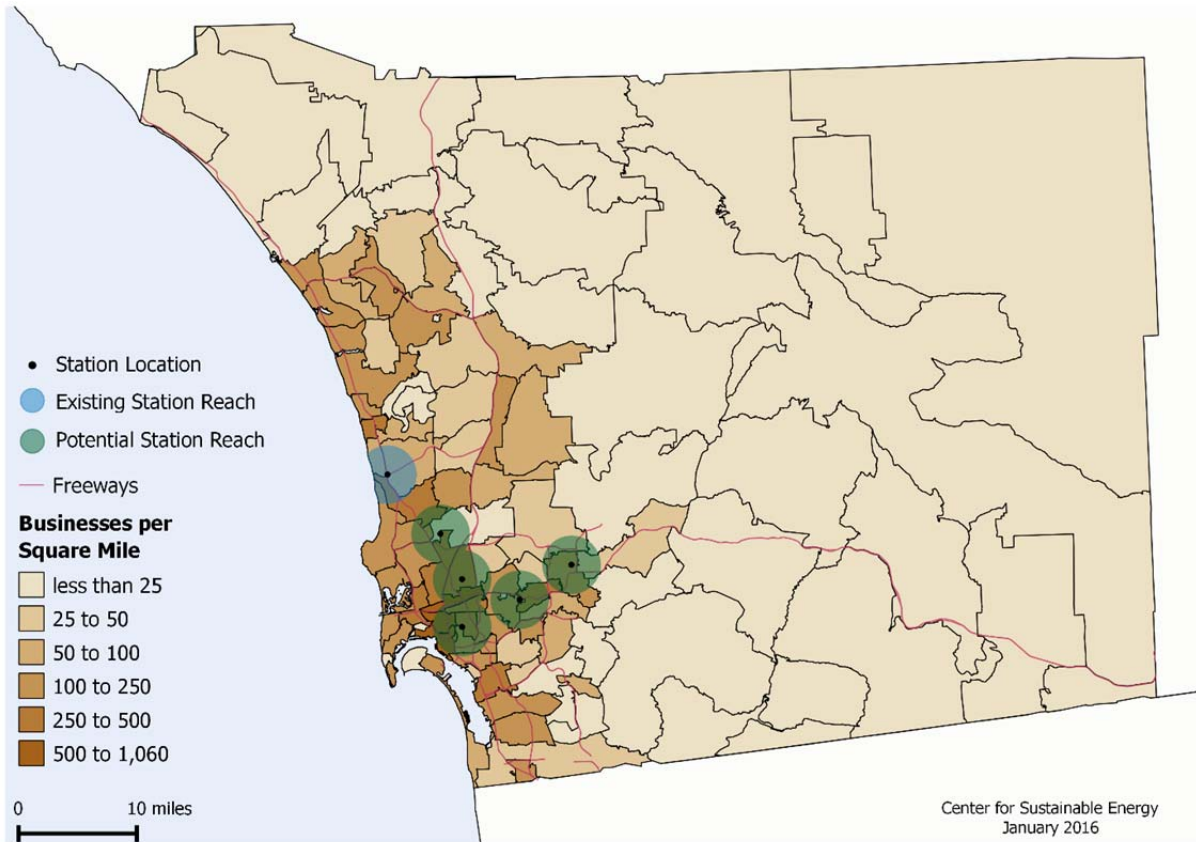 Station Location
Existing Station Reach
Potential Station Reach
Freeways
Businesses per
Square Mile
less than 25
25 to 50
50 to 100
100 to 250
250 to 500
500 to 1,060
0 10 miles
Center for Sustainable Energy
January 2016